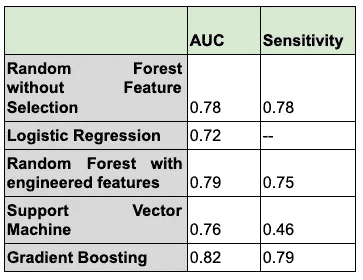 AUC Sensitivity
Random Forest
without Feature
Selection 0.78 0.78
Logistic Regression 0.72 --
Random Forest with
engineered features 0.79 0.75
Support Vector
Machine 0.76 0.46
Gradient Boosting 0.82 0.79